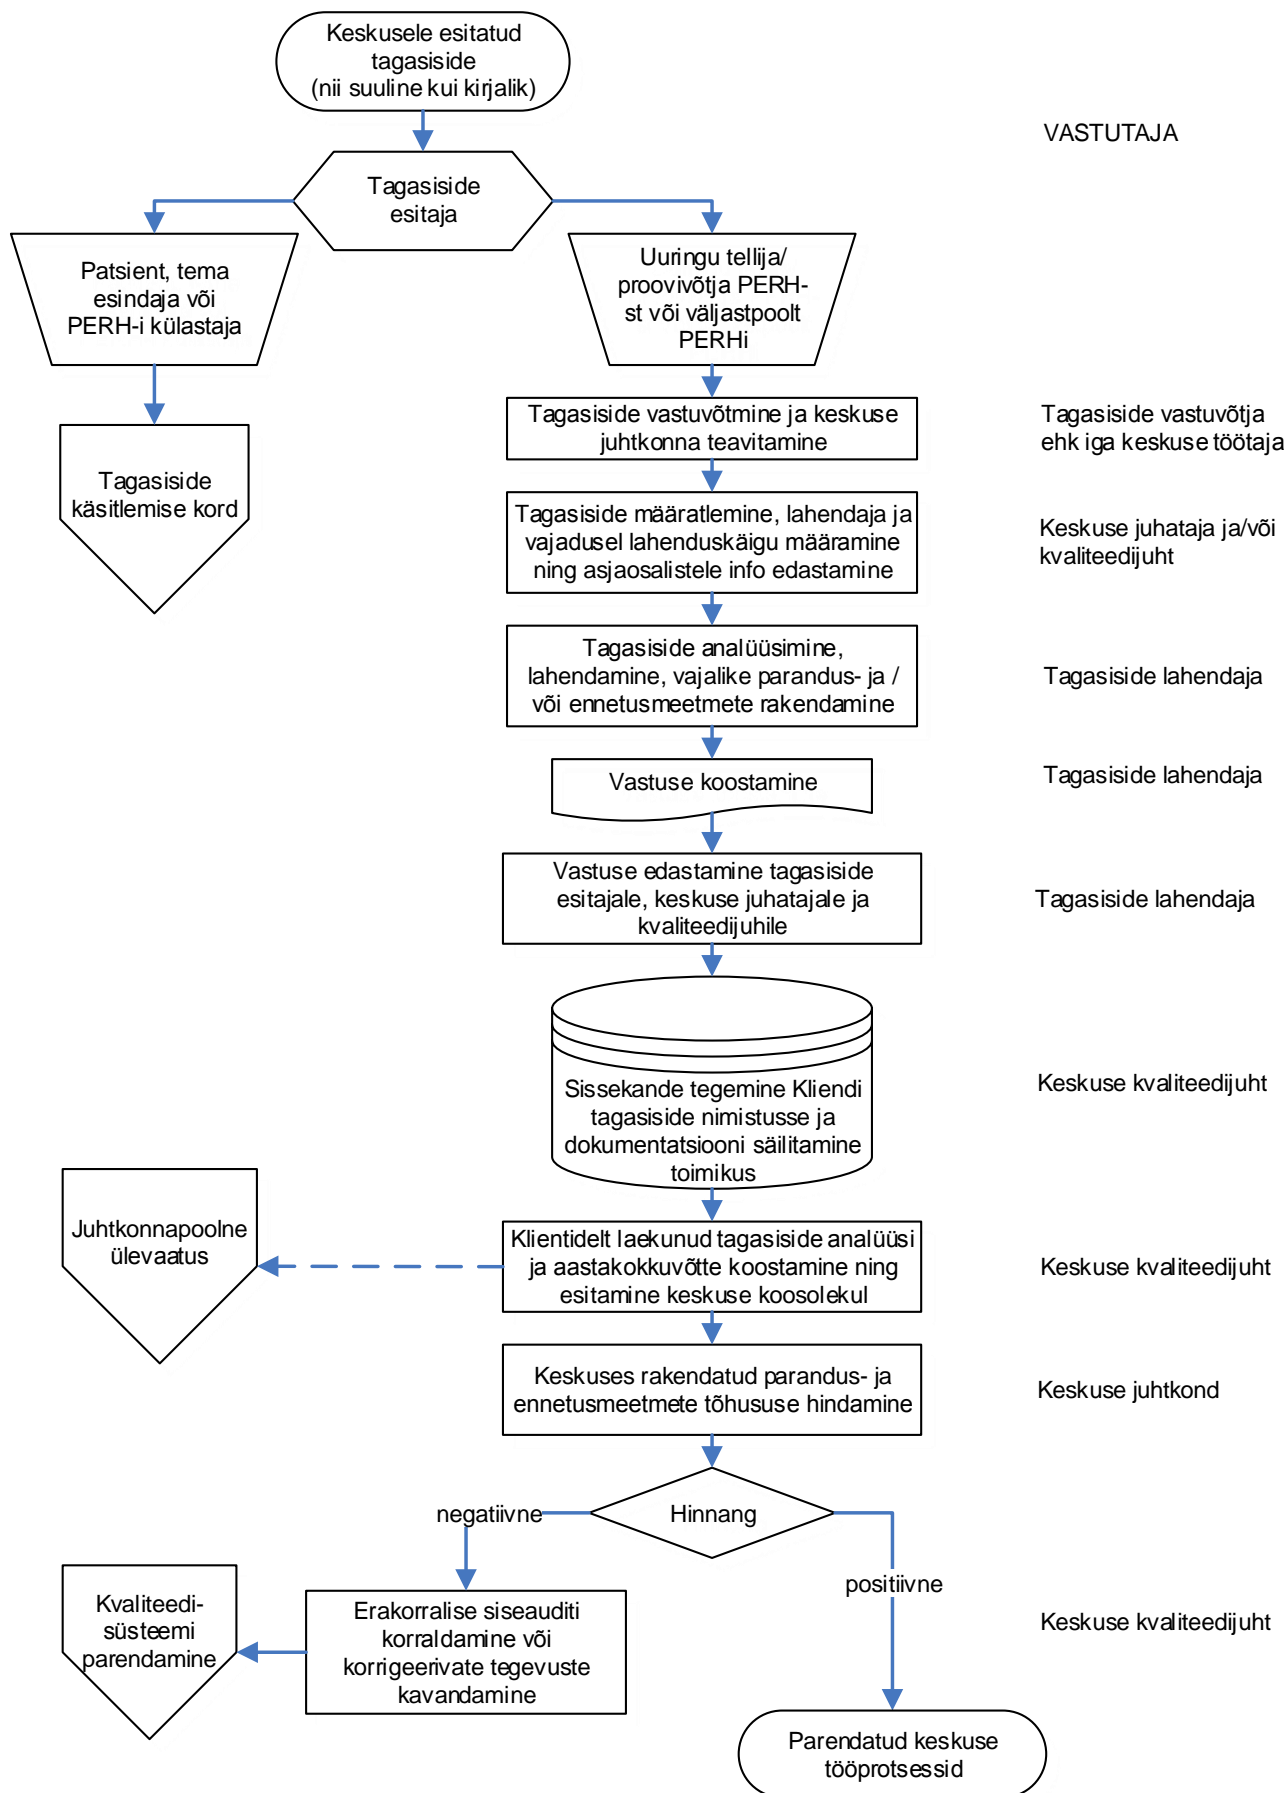 Keskusele esitatud
tagasiside
(nii suuline kui kirjalik)
VASTUTAJA
Tagasiside
esitaja
Patsient, tema
esindaja või
PERH-i külastaja
Uuringu tellija/
proovivõtja PERH-
st või väljastpoolt
PERHi
Tagasiside
käsitlemise kord
Tagasiside vastuvõtmine ja keskuse
juhtkonna teavitamine
Tagasiside vastuvõtja
ehk iga keskuse töötaja
Tagasiside määratlemine, lahendaja ja
vajadusel lahenduskäigu määramine
ning asjaosalistele info edastamine
Keskuse juhataja ja/või
kvaliteedijuht
Tagasiside analüüsimine,
lahendamine, vajalike parandus- ja /
või ennetusmeetmete rakendamine
Tagasiside lahendaja
Vastuse koostamine
Tagasiside lahendaja
Vastuse edastamine tagasiside
esitajale, keskuse juhatajale ja
kvaliteedijuhile
Tagasiside lahendaja
Sissekande tegemine Kliendi
tagasiside nimistusse ja
dokumentatsiooni säilitamine
toimikus
Keskuse kvaliteedijuht
Juhtkonnapoolne
ülevaatus
Klientidelt laekunud tagasiside analüüsi
ja aastakokkuvõtte koostamine ning
esitamine keskuse koosolekul
Keskuse kvaliteedijuht
Keskuses rakendatud parandus- ja
ennetusmeetmete tõhususe hindamine
Keskuse juhtkond
Hinnang
negatiivne
positiivne
Kvaliteedi-
süsteemi
parendamine
Erakorralise siseauditi
korraldamine või
korrigeerivate tegevuste
kavandamine
Keskuse kvaliteedijuht
Parendatud keskuse
tööprotsessid